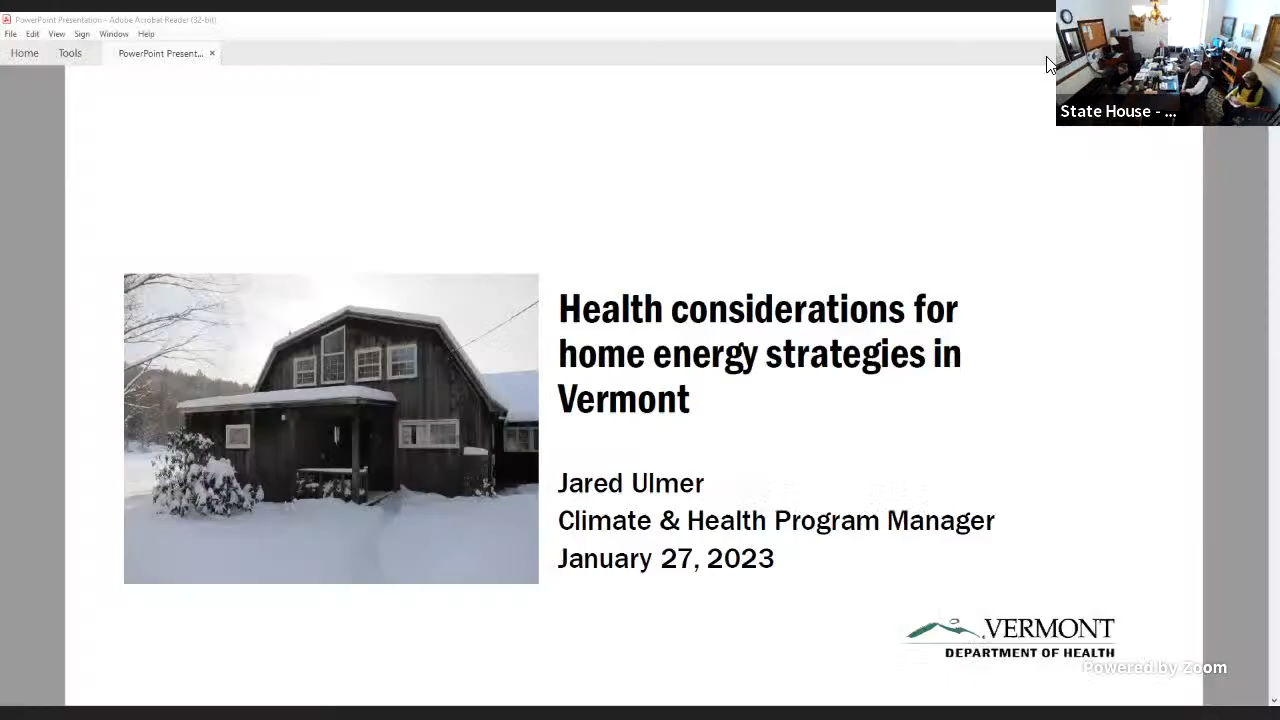 PowerPoint Presentation - Adobe Acrobat Reader (32-bit)
File Edit View Sign Window Help
Home Tools PowerPoint Present... ×
State House - ...
Health considerations for
home energy strategies in
Vermont
Jared Ulmer
Climate & Health Program Manager
January 27, 2023
VERMONT
DEPARTMENT OF HEALTH
Powered by Zoom